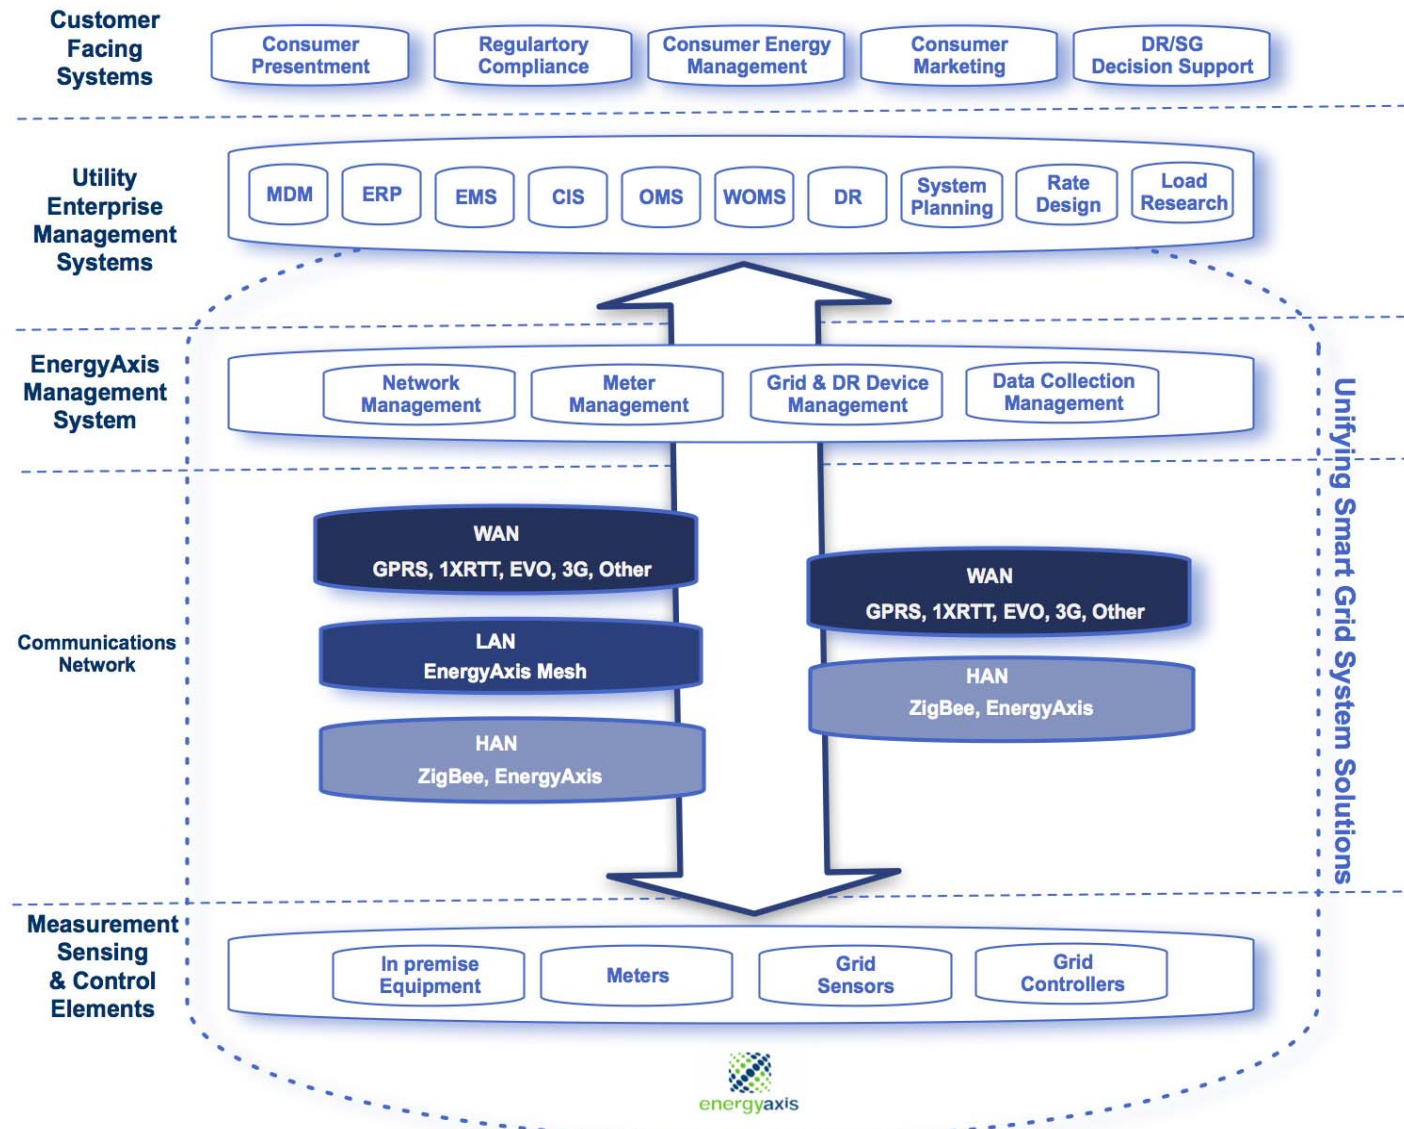 Customer
Facing
Systems
Consumer
Presentment
Regulartory
Compliance
Consumer Energy
Management
Consumer
Marketing
DR/SG
Decision Support
Utility
Enterprise
Management
Systems
MDM
ERP
EMS
CIS
OMS
WOMS
DR
System
Planning
Rate
Design
Load
Research
EnergyAxis
Management
System
Network
Management
Meter
Management
Grid & DR Device
Management
Data Collection
Management
Unifying Smart Grid System Solutions
Communications
Network
WAN
GPRS, 1XRTT, EVO, 3G, Other
LAN
EnergyAxis Mesh
HAN
ZigBee, EnergyAxis
WAN
GPRS, 1XRTT, EVO, 3G, Other
HAN
ZigBee, EnergyAxis
Measurement
Sensing
& Control
Elements
In premise
Equipment
Meters
Grid
Sensors
Grid
Controllers
energyaxis